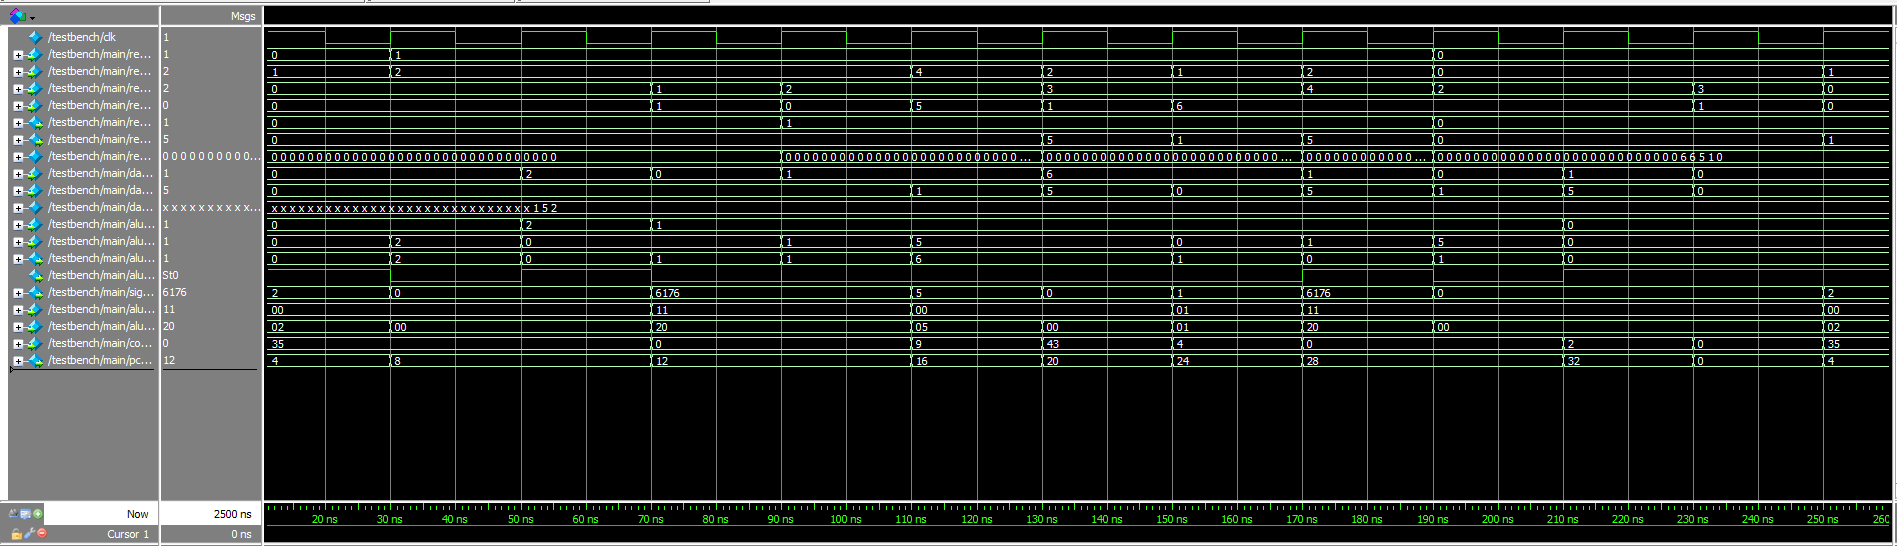 Msgs
/testbench/clk 1
/testbench/main/re... 1 0 1 0
/testbench/main/re... 2 1 2 4 2 1 2 0 1
/testbench/main/re... 2 0 1 2 3 4 2 3 0
/testbench/main/re... 0 0 1 0 5 1 6 1 0
/testbench/main/re... 1 0 1 0
/testbench/main/re... 5 0 5 1 5 0 1
/testbench/main/re... 0 0 0 0 0 0 0 0 0 0...
/testbench/main/da... 1 0 2 0 1 6 1 0 1 0
/testbench/main/da... 5 0 1 5 0 5 1 5 0
/testbench/main/da... x x x x x x x x x x...
/testbench/main/alu... 1 0 2 1 0
/testbench/main/alu... 1 0 2 0 1 5 0 1 5 0
/testbench/main/alu... 1 0 2 0 1 1 6 1 0 1 0
/testbench/main/alu... St0
/testbench/main/sig... 6176 2 0 6176 5 0 1 6176 0 2
/testbench/main/alu... 11 00 11 00 01 11 00
/testbench/main/alu... 20 02 00 20 05 00 01 20 00 02
/testbench/main/co... 0 35 0 9 43 4 0 2 0 35
/testbench/main/pc... 12 4 8 12 16 20 24 28 32 0 4
Now 2500 ns
20 ns 30 ns 40 ns 50 ns 60 ns 70 ns 80 ns 90 ns 100 ns 110 ns 120 ns 130 ns 140 ns 150 ns 160 ns 170 ns 180 ns 190 ns 200 ns 210 ns 220 ns 230 ns 240 ns 250 ns 260
Cursor 1 0 ns